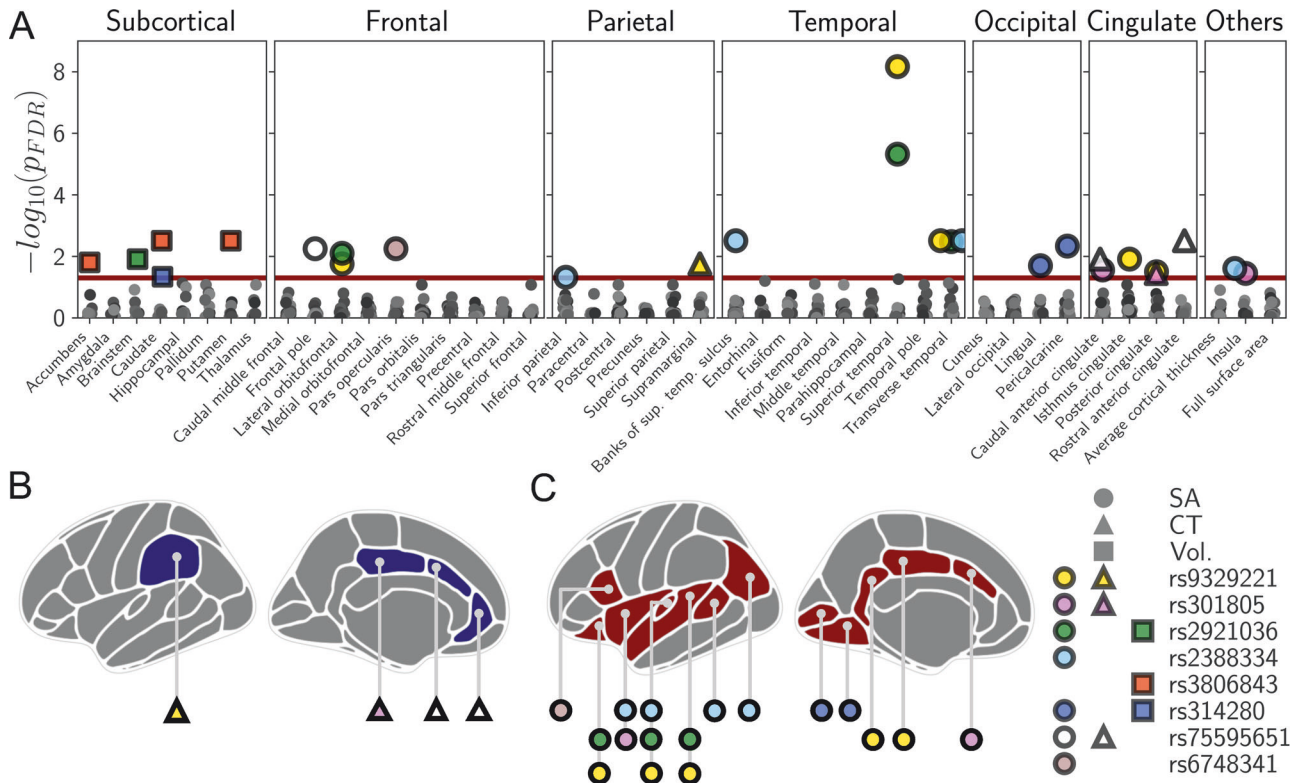 A
Subcortical
Frontal
Parietal
Temporal
Occipital
Cingulate
Others
−log10(pFDR)
8
6
4
2
0
Accumbens
Amygdala
Brainstem
Caudate
Hippocampal
Pallidum
Putamen
Thalamus
Caudal middle frontal
Frontal pole
Lateral orbitofrontal
Medial orbitofrontal
Pars opercularis
Pars orbitalis
Pars triangularis
Precentral
Rostral middle frontal
Superior frontal
Inferior parietal
Paracentral
Postcentral
Precuneus
Superior parietal
Supramarginal
Banks of sup. temp. sulcus
Entorhinal
Fusiform
Inferior temporal
Middle temporal
Parahippocampal
Superior temporal
Temporal pole
Transverse temporal
Cuneus
Lateral occipital
Lingual
Pericalcarine
Caudal anterior cingulate
Isthmus cingulate
Posterior cingulate
Rostral anterior cingulate
Average cortical thickness
Insula
Full surface area
B
C
SA
CT
Vol.
rs9329221
rs301805
rs2921036
rs2388334
rs3806843
rs314280
rs75595651
rs6748341